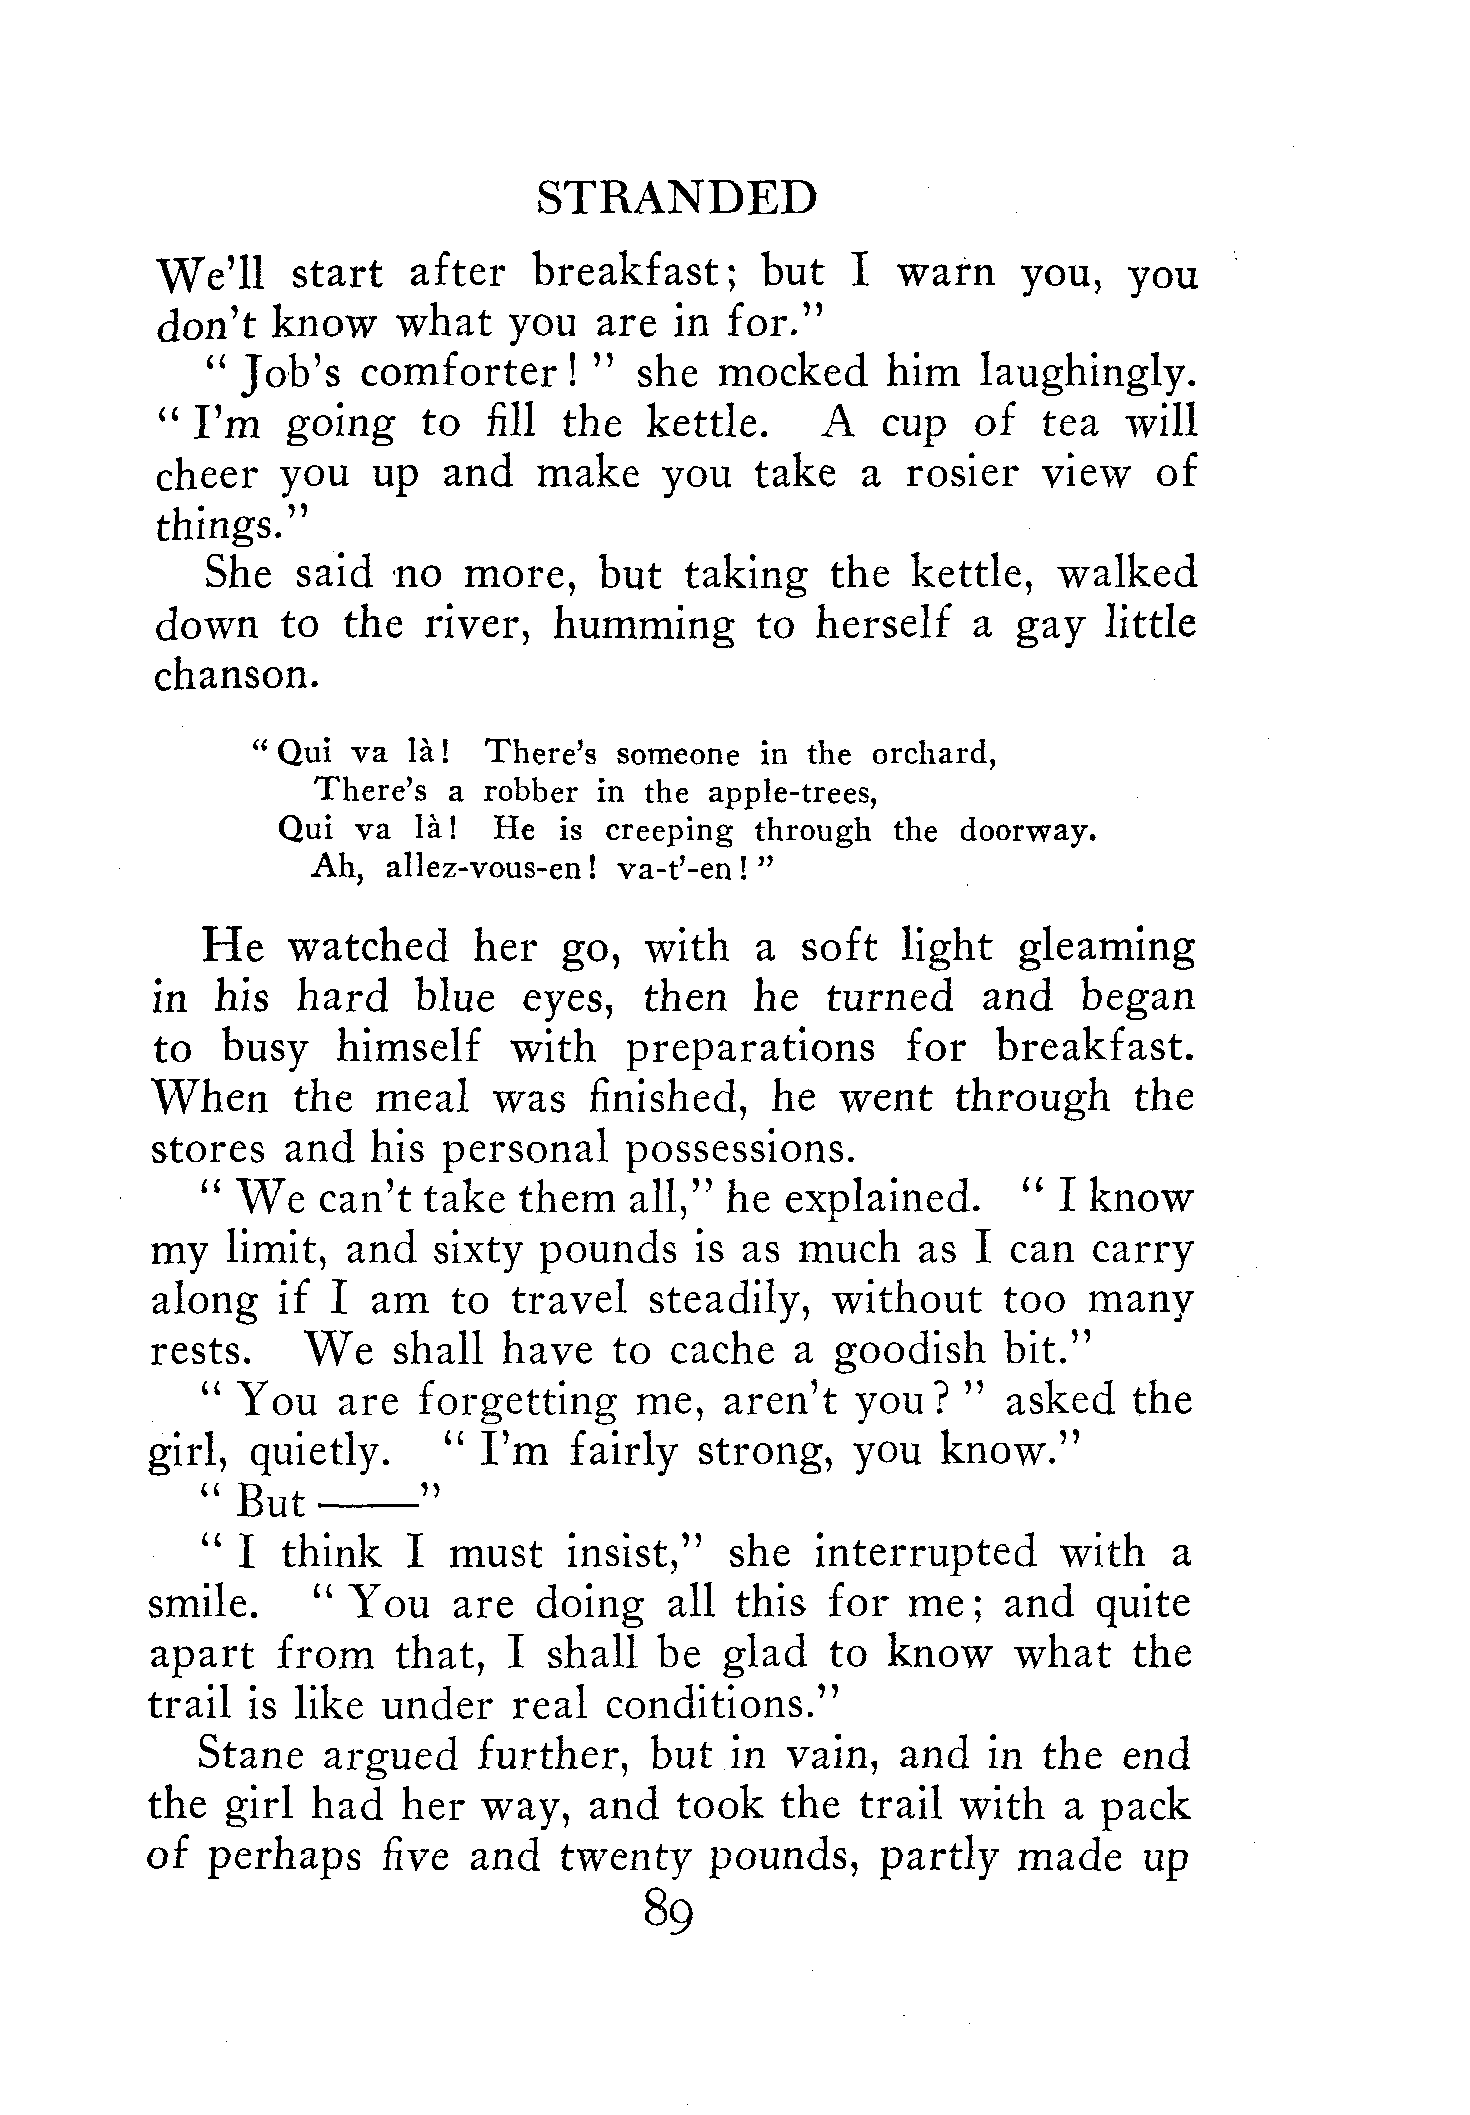 STRANDED
We'll start after breakfast; but I warn you, you
don't know what you are in for."
" Job's comforter! " she mocked him laughingly.
" I'm going to fill the kettle. A cup of tea will
cheer you up and make you take a rosier view of
things."
She said no more, but taking the kettle, walked
down to the river, humming to herself a gay little
chanson.
" Qui va là! There's someone in the orchard,
There's a robber in the apple-trees,
Qui va là! He is creeping through the doorway.
Ah, allez-vous-en! va-t'-en! "
He watched her go, with a soft light gleaming
in his hard blue eyes, then he turned and began
to busy himself with preparations for breakfast.
When the meal was finished, he went through the
stores and his personal possessions.
" We can't take them all," he explained. " I know
my limit, and sixty pounds is as much as I can carry
along if I am to travel steadily, without too many
rests. We shall have to cache a goodish bit."
" You are forgetting me, aren't you? " asked the
girl, quietly. " I'm fairly strong, you know."
" But ——"
" I think I must insist," she interrupted with a
smile. " You are doing all this for me; and quite
apart from that, I shall be glad to know what the
trail is like under real conditions."
Stane argued further, but in vain, and in the end
the girl had her way, and took the trail with a pack
of perhaps five and twenty pounds, partly made up
89